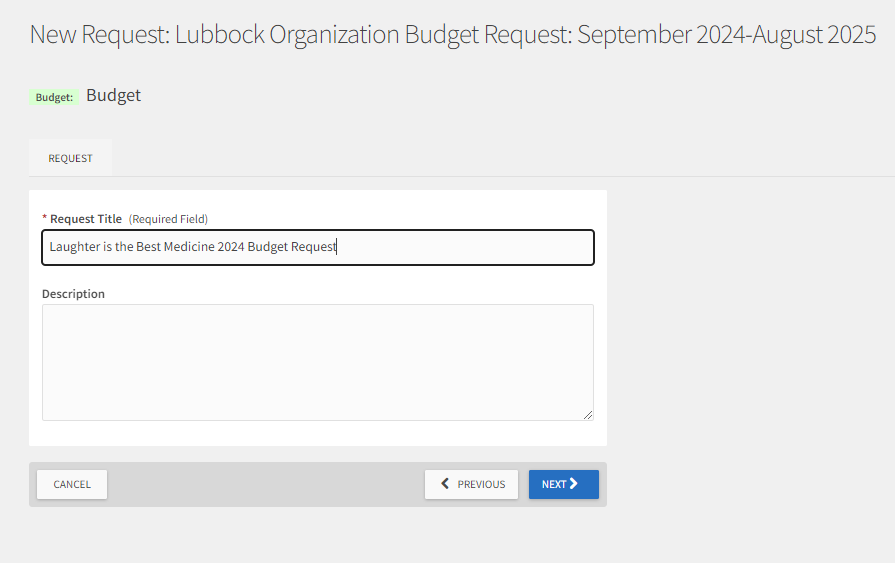 New Request: Lubbock Organization Budget Request: September 2024-August 2025
Budget: Budget
REQUEST
* Request Title (Required Field)
Laughter is the Best Medicine 2024 Budget Request
Description
CANCEL PREVIOUS NEXT